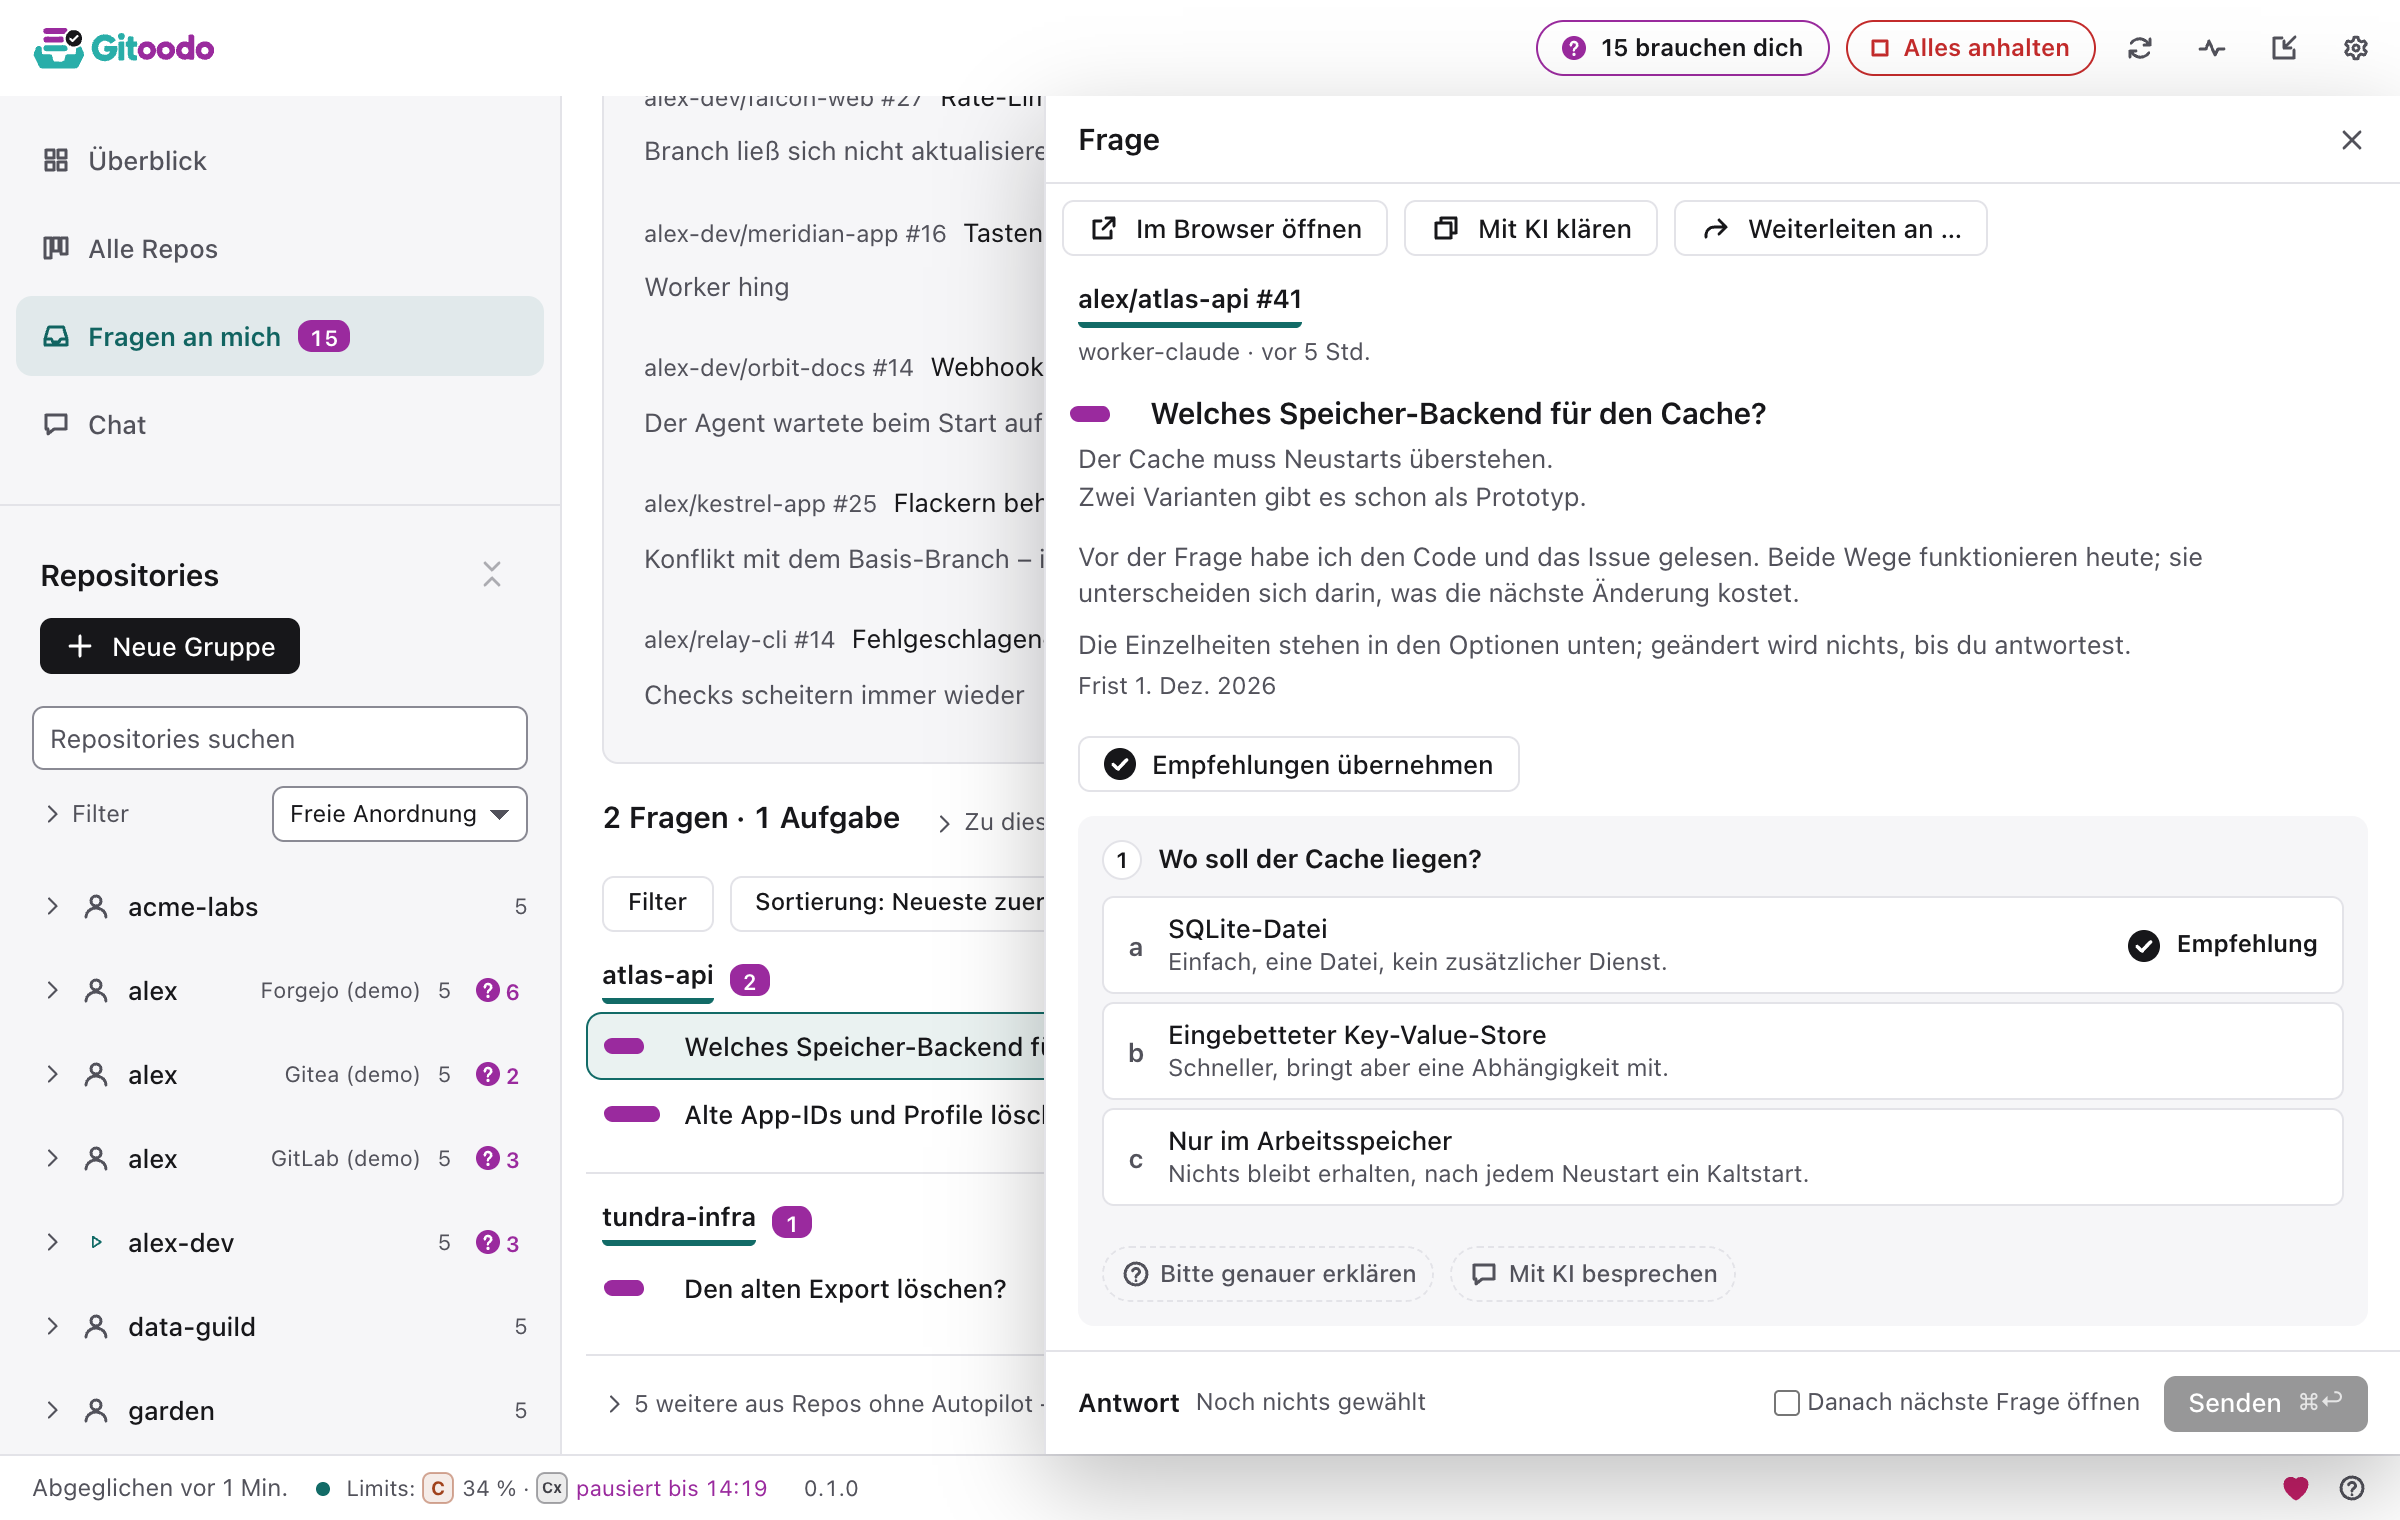 Gitoodo
15 brauchen dich
Alles anhalten
Überblick
Alle Repos
Fragen an mich 15
Chat
Repositories
Neue Gruppe
Repositories suchen
Filter
Freie Anordnung
acme-labs 5
alex Forgejo (demo) 5 ? 6
alex Gitea (demo) 5 ? 2
alex GitLab (demo) 5 ? 3
alex-dev 5 ? 3
data-guild 5
garden 5
alex-dev/falcon-web #27 Rate-Lim
Branch ließ sich nicht aktualisiere
alex-dev/meridian-app #16 Tasten
Worker hing
alex-dev/orbit-docs #14 Webhook
Der Agent wartete beim Start auf
alex/kestrel-app #25 Flackern beh
Konflikt mit dem Basis-Branch – i
alex/relay-cli #14 Fehlgeschlagen
Checks scheitern immer wieder
2 Fragen · 1 Aufgabe
Zu dies
Filter
Sortierung: Neueste zuer
atlas-api 2
Welches Speicher-Backend fü
Alte App-IDs und Profile lösch
tundra-infra 1
Den alten Export löschen?
5 weitere aus Repos ohne Autopilot -
Frage
Im Browser öffnen
Mit KI klären
Weiterleiten an ...
alex/atlas-api #41
worker-claude · vor 5 Std.
Welches Speicher-Backend für den Cache?
Der Cache muss Neustarts überstehen.
Zwei Varianten gibt es schon als Prototyp.
Vor der Frage habe ich den Code und das Issue gelesen. Beide Wege funktionieren heute; sie
unterscheiden sich darin, was die nächste Änderung kostet.
Die Einzelheiten stehen in den Optionen unten; geändert wird nichts, bis du antwortest.
Frist 1. Dez. 2026
Empfehlungen übernehmen
1 Wo soll der Cache liegen?
a SQLite-Datei
Einfach, eine Datei, kein zusätzlicher Dienst.
Empfehlung
b Eingebetteter Key-Value-Store
Schneller, bringt aber eine Abhängigkeit mit.
c Nur im Arbeitsspeicher
Nichts bleibt erhalten, nach jedem Neustart ein Kaltstart.
Bitte genauer erklären
Mit KI besprechen
Antwort Noch nichts gewählt
Danach nächste Frage öffnen
Senden ⌘↩
Abgeglichen vor 1 Min.
Limits: C 34 % · Cx pausiert bis 14:19
0.1.0